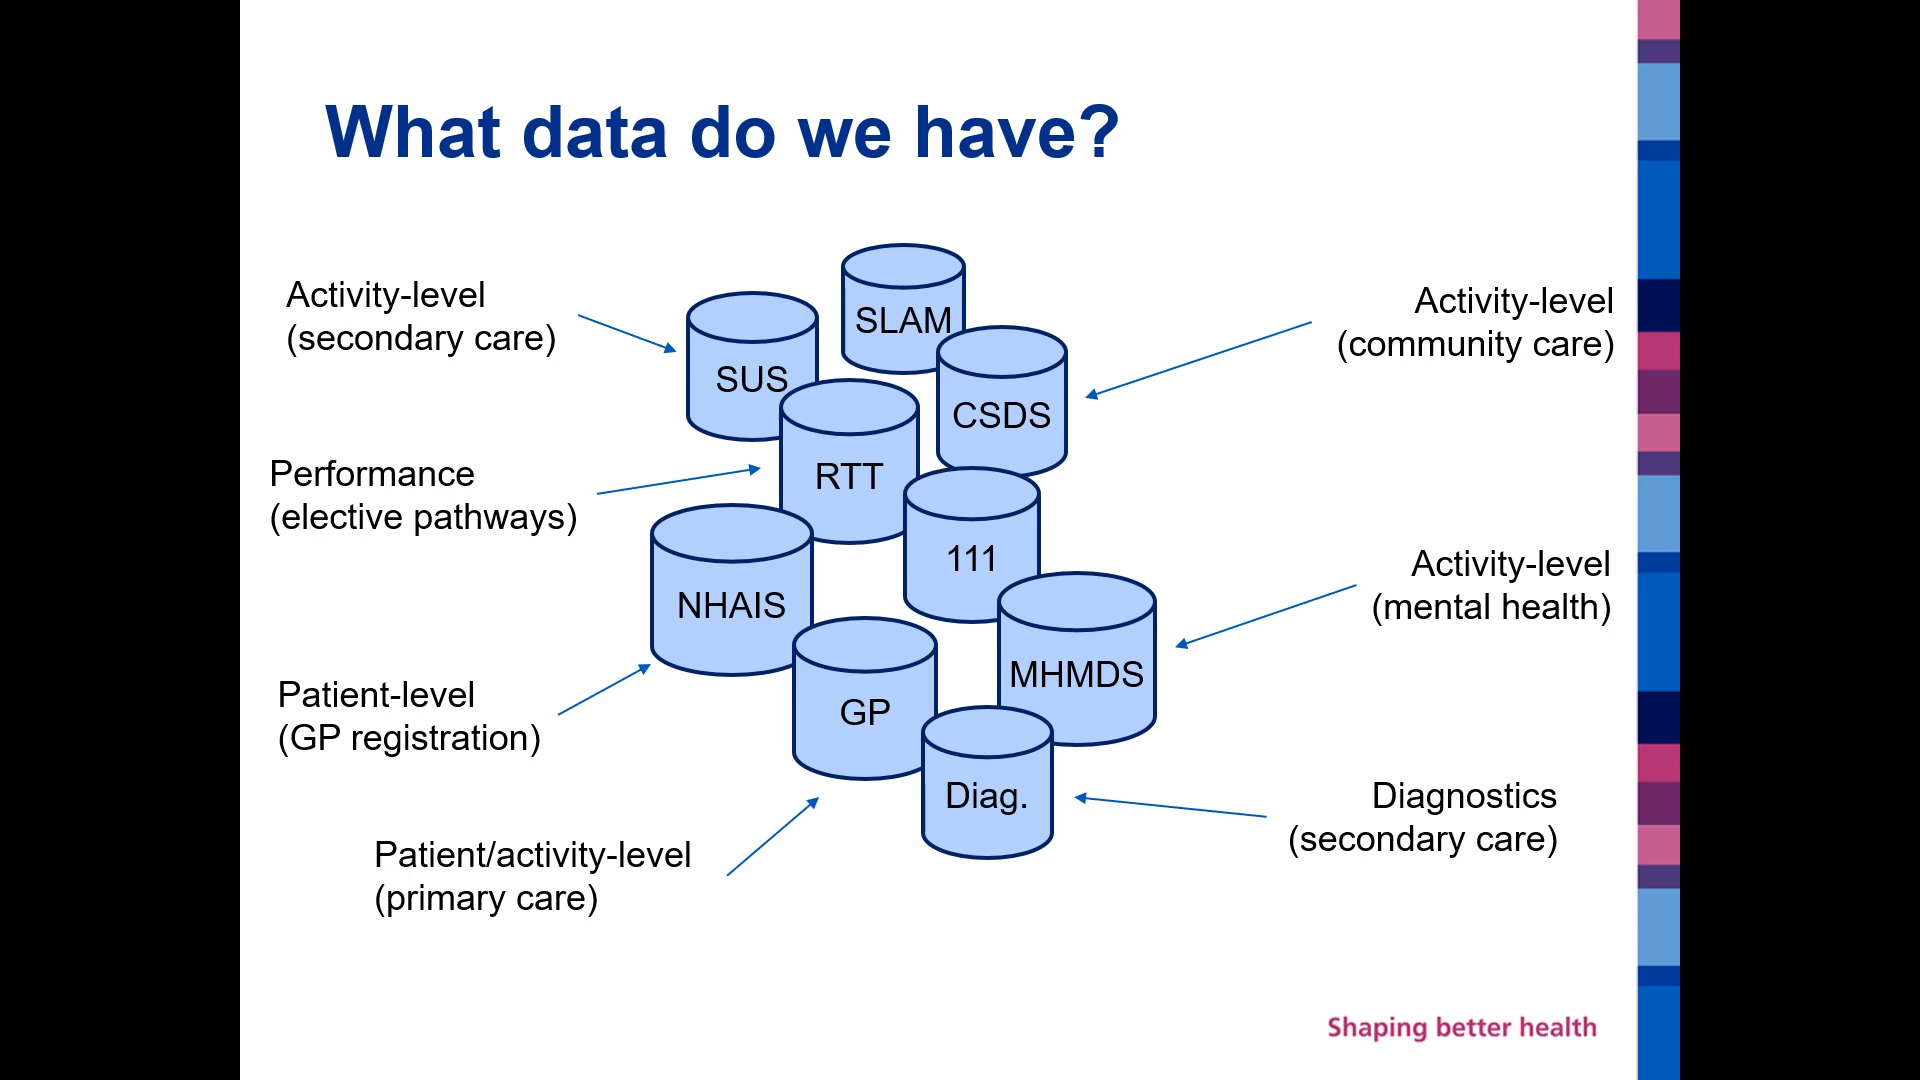 What data do we have?
Activity-level
(secondary care)
SLAM
Activity-level
(community care)
SUS
CSDS
Performance
(elective pathways)
RTT
111
Activity-level
(mental health)
NHAIS
MHMDS
Patient-level
(GP registration)
GP
Diag.
Diagnostics
(secondary care)
Patient/activity-level
(primary care)
Shaping better health